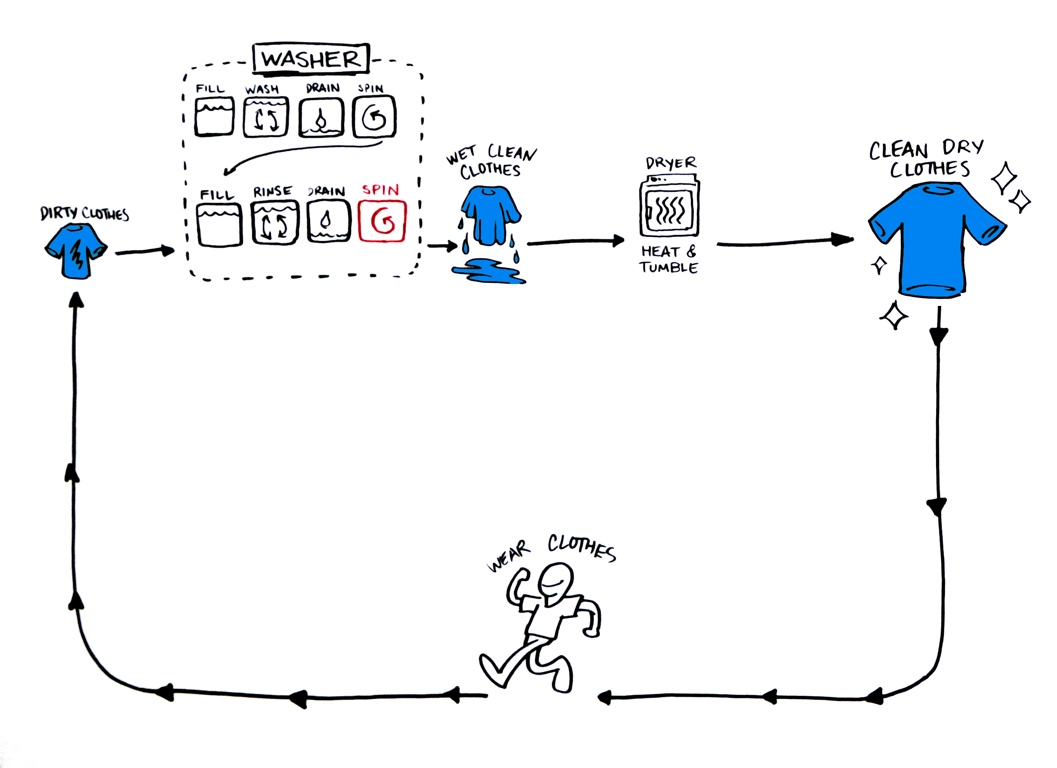 WASHER
FILL
WASH
DRAIN
SPIN
FILL
RINSE
DRAIN
SPIN
DIRTY CLOTHES
WET CLEAN
CLOTHES
DRYER
HEAT &
TUMBLE
CLEAN DRY
CLOTHES
WEAR CLOTHES